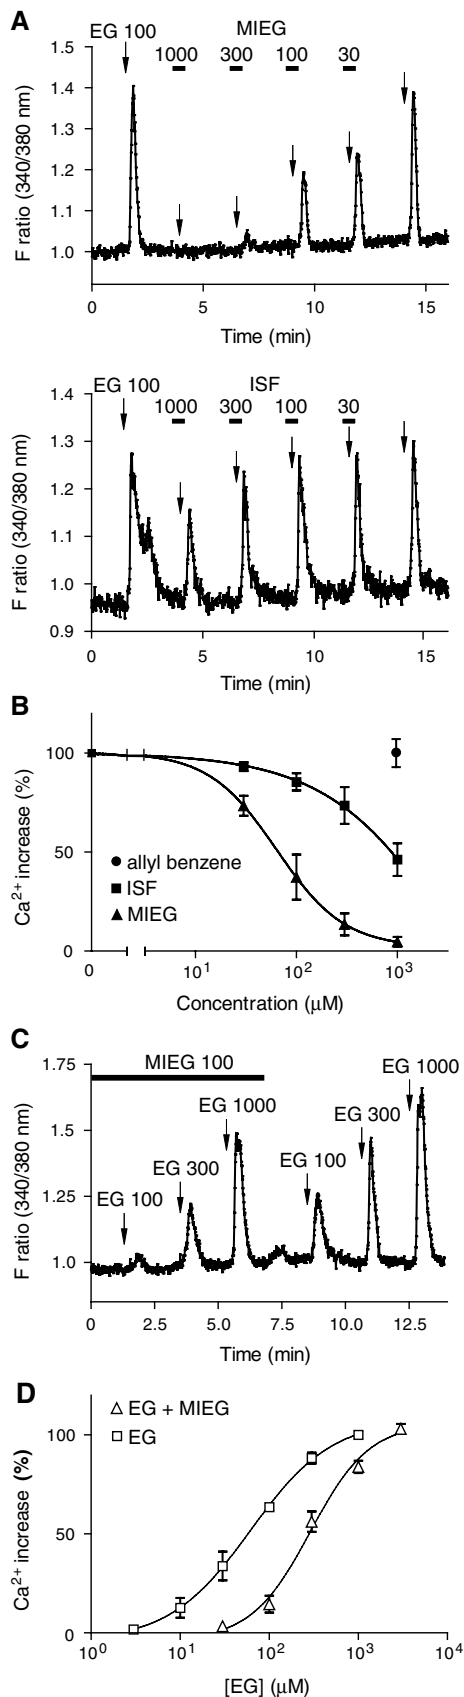 A
EG 100
MIEG
1000 300 100 30
1.5
1.4
1.3
1.2
1.1
1.0
F ratio (340/380 nm)
0 5 10 15
Time (min)
EG 100
ISF
1000 300 100 30
1.4
1.3
1.2
1.1
1.0
0.9
F ratio (340/380 nm)
0 5 10 15
Time (min)
B
100
50
0
Ca2+ increase (%)
allyl benzene
ISF
MIEG
0 10¹ 10² 10³
Concentration (μM)
C
MIEG 100
EG 100
EG 300
EG 1000
EG 100
EG 300
EG 1000
1.75
1.5
1.25
1.0
F ratio (340/380 nm)
0 2.5 5.0 7.5 10.0 12.5
Time (min)
D
EG + MIEG
EG
100
50
0
Ca2+ increase (%)
10⁰ 10¹ 10² 10³ 10⁴
[EG] (μM)